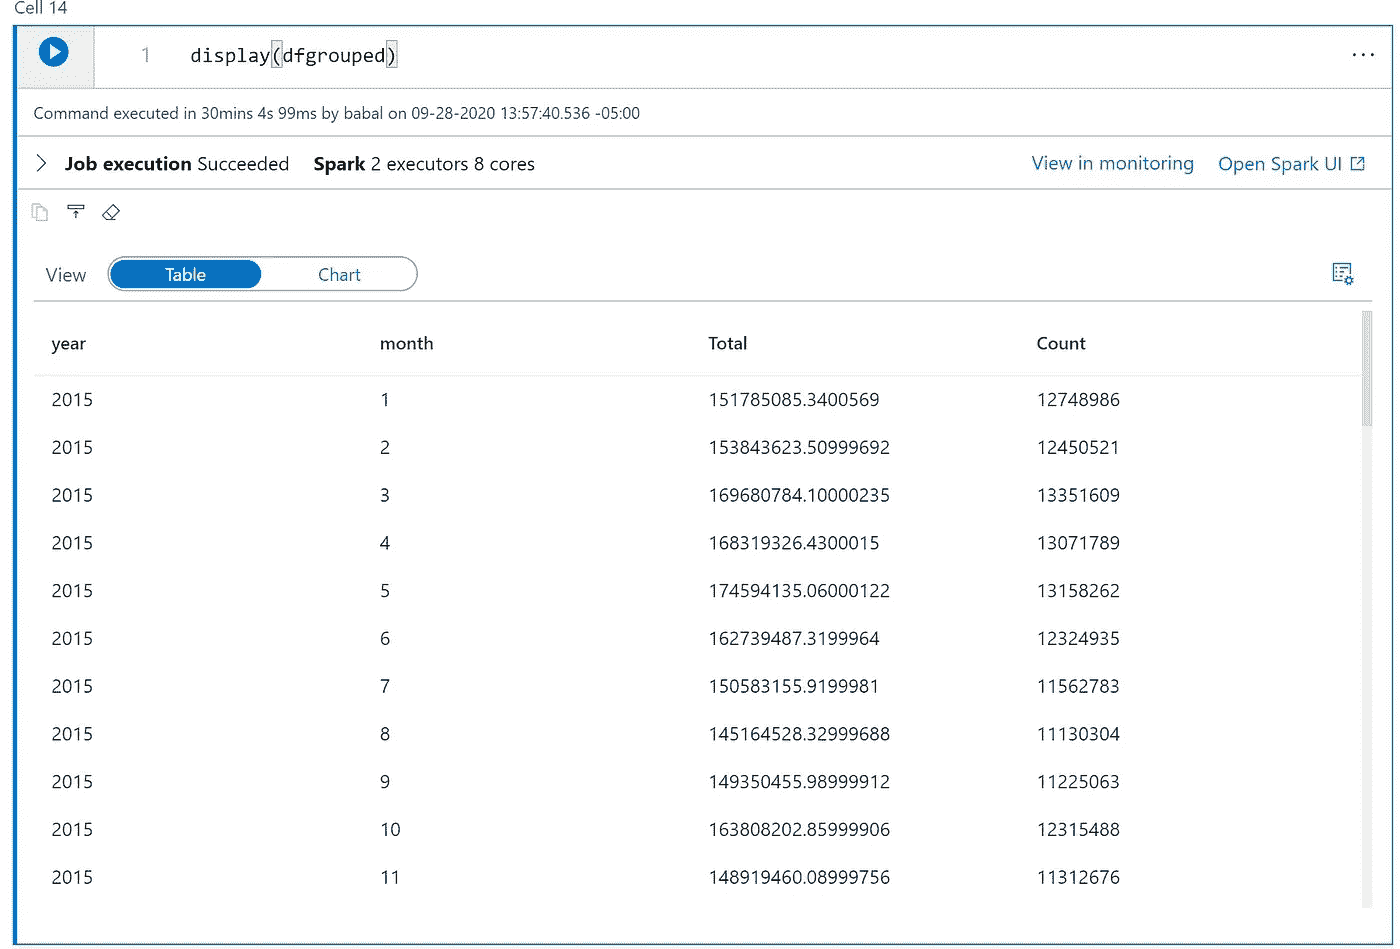 Cell 14
1 display(dfgrouped)
...
Command executed in 30mins 4s 99ms by babal on 09-28-2020 13:57:40.536 -05:00
Job execution Succeeded Spark 2 executors 8 cores View in monitoring Open Spark UI
View Table Chart
year month Total Count
2015 1 151785085.3400569 12748986
2015 2 153843623.50999692 12450521
2015 3 169680784.10000235 13351609
2015 4 168319326.4300015 13071789
2015 5 174594135.06000122 13158262
2015 6 162739487.3199964 12324935
2015 7 150583155.9199981 11562783
2015 8 145164528.32999688 11130304
2015 9 149350455.98999912 11225063
2015 10 163808202.85999906 12315488
2015 11 148919460.08999756 11312676